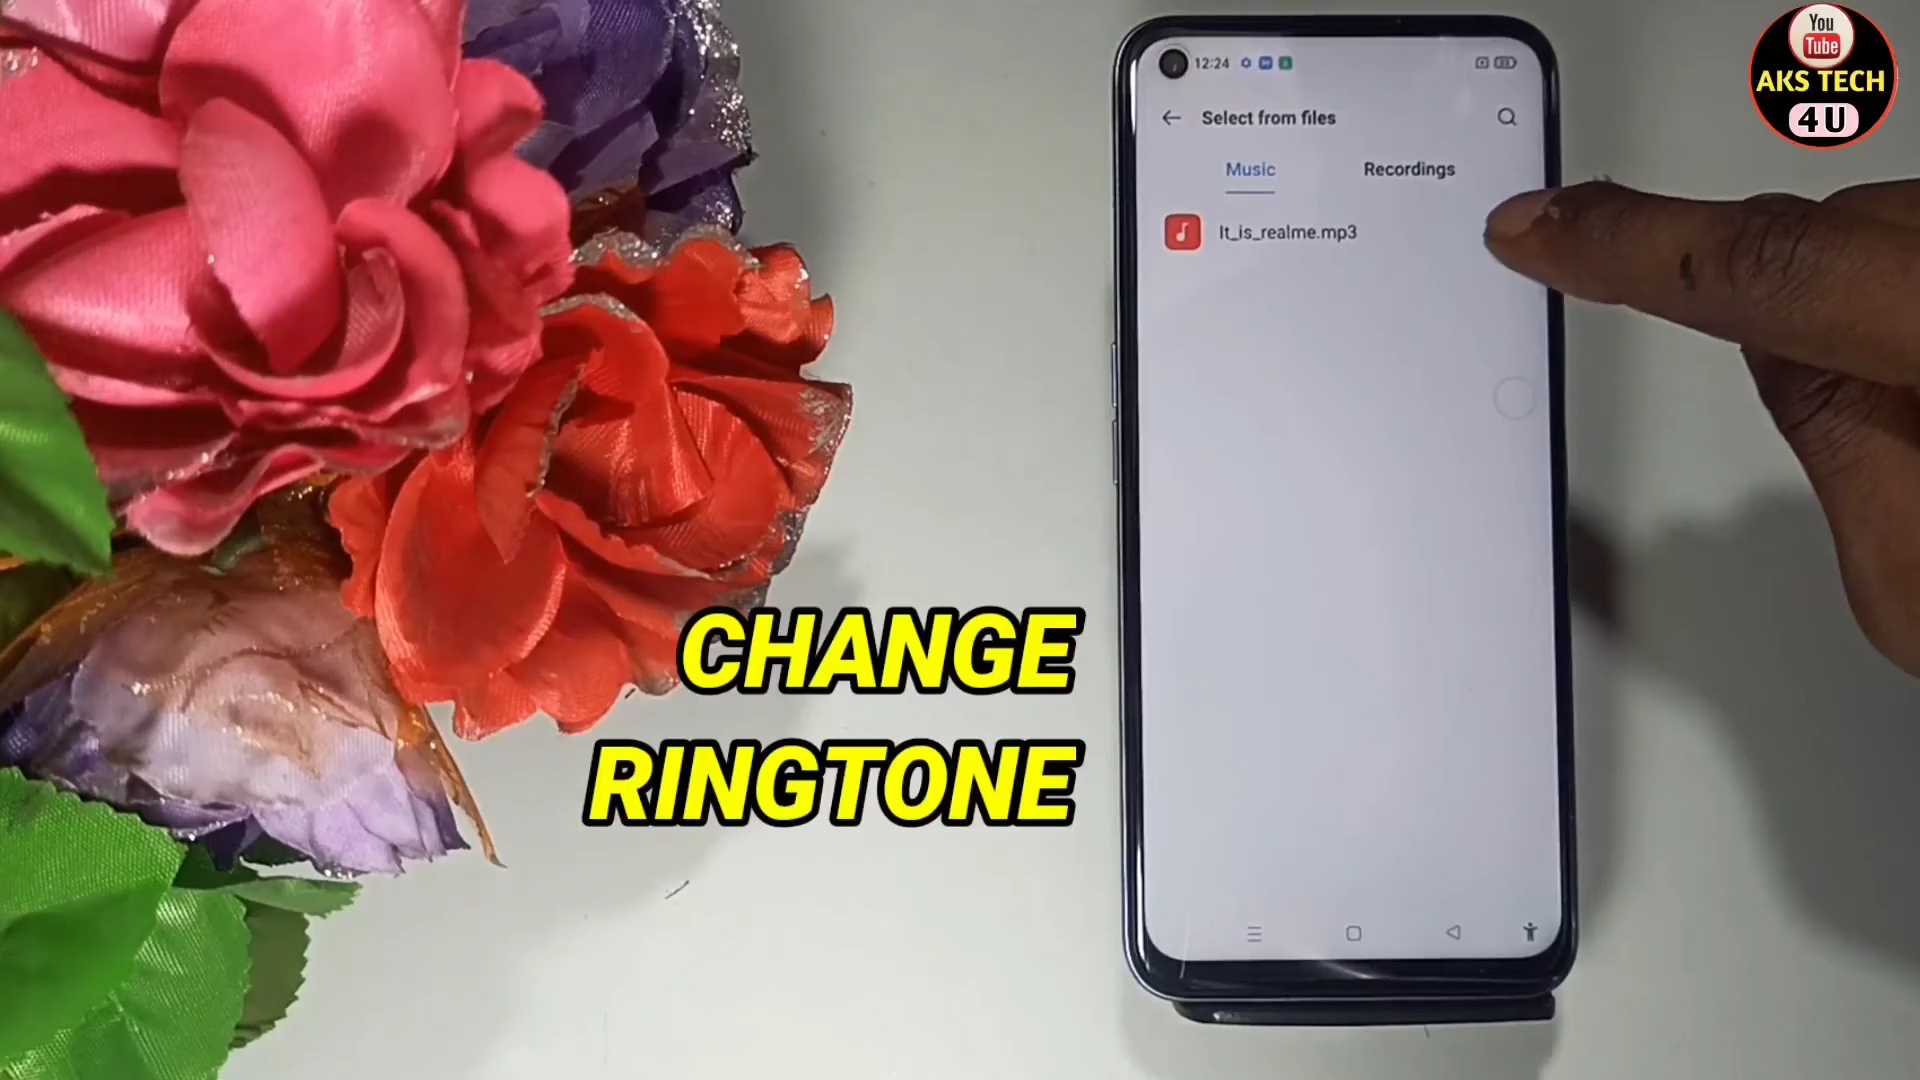 12:24
Select from files
Music
Recordings
It_is_realme.mp3
CHANGE
RINGTONE
You
Tube
AKS TECH
4U